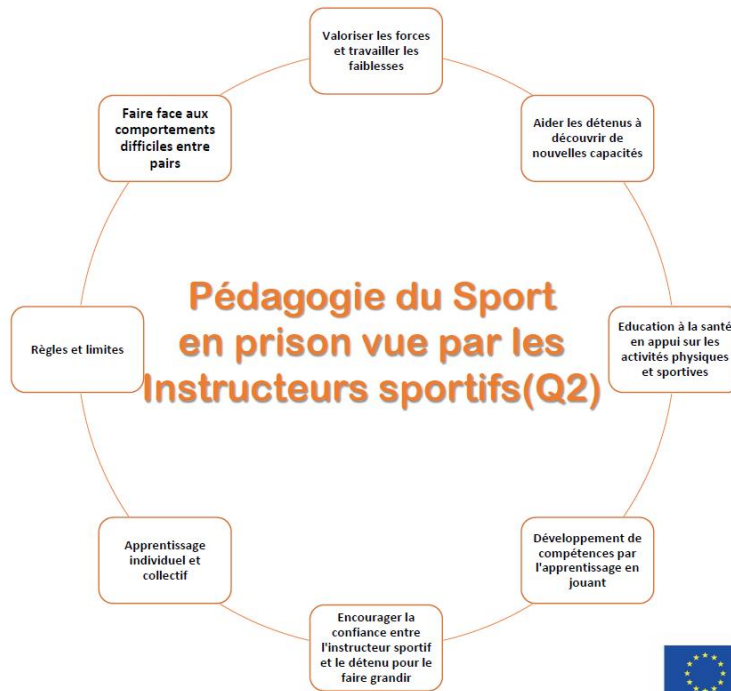 Valoriser les forces
et travailler les
faiblesses
Aider les détenus à
découvrir de
nouvelles capacités
Education à la santé
en appui sur les
activités physiques
et sportives
Développement de
compétences par
l'apprentissage en
jouant
Encourager la
confiance entre
l'instructeur sportif
et le détenu pour le
faire grandir
Apprentissage
individuel et
collectif
Règles et limites
Faire face aux
comportements
difficiles entre
pairs
Pédagogie du Sport
en prison vue par les
Instructeurs sportifs(Q2)